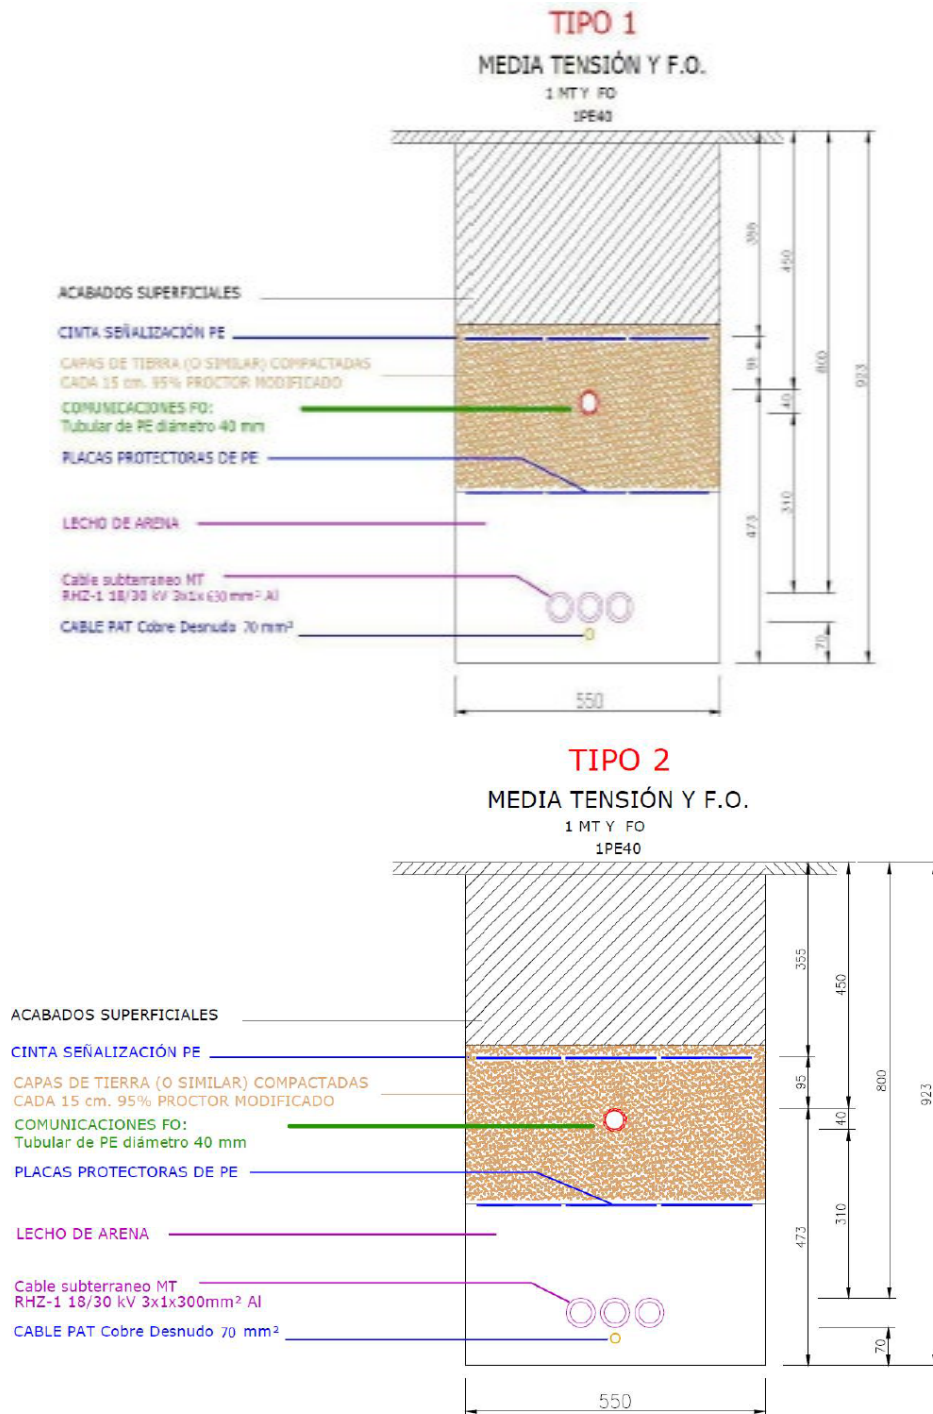 TIPO 1
MEDIA TENSIÓN Y F.O.
1 MT Y FO
1PE40
450
800
923
95
40
310
473
70
ACABADOS SUPERFICIALES
CINTA SEÑALIZACIÓN PE
CAPAS DE TIERRA (O SIMILAR) COMPACTADAS
CADA 15 cm. 95% PROCTOR MODIFICADO
COMUNICACIONES FO:
Tubular de PE diámetro 40 mm
PLACAS PROTECTORAS DE PE
LECHO DE ARENA
Cable subterraneo MT
RHZ-1 18/30 kV 3x1x630mm² Al
CABLE PAT Cobre Desnudo 70 mm²
550
TIPO 2
MEDIA TENSIÓN Y F.O.
1 MT Y FO
1PE40
355
450
800
923
95
40
310
473
70
ACABADOS SUPERFICIALES
CINTA SEÑALIZACIÓN PE
CAPAS DE TIERRA (O SIMILAR) COMPACTADAS
CADA 15 cm. 95% PROCTOR MODIFICADO
COMUNICACIONES FO:
Tubular de PE diámetro 40 mm
PLACAS PROTECTORAS DE PE
LECHO DE ARENA
Cable subterraneo MT
RHZ-1 18/30 kV 3x1x300mm² Al
CABLE PAT Cobre Desnudo 70 mm²
550